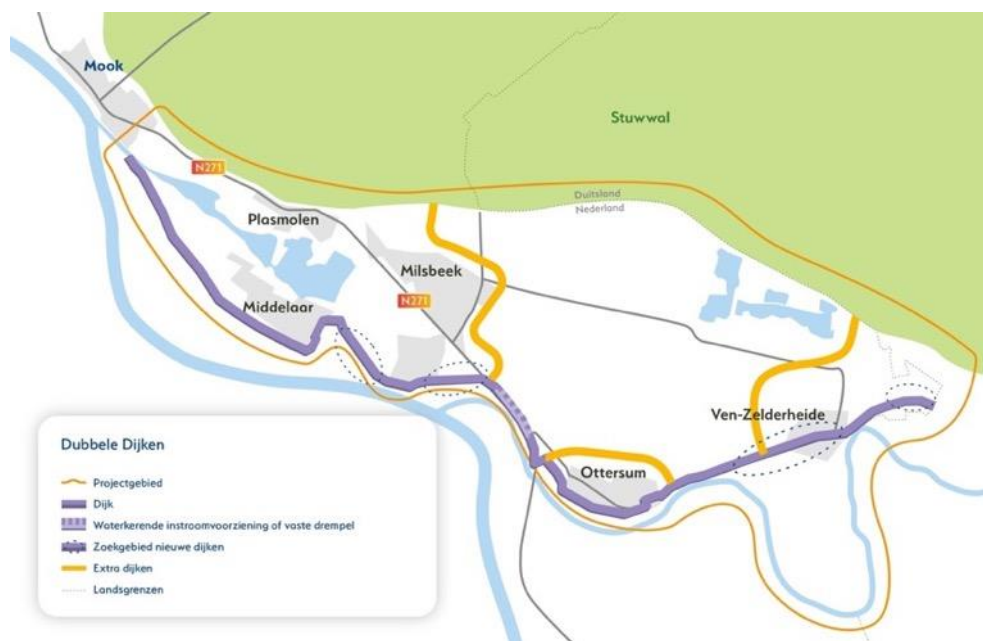 Mook
Stuwwal
N271
Duitsland
Nederland
Plasmolen
Milsbeek
N271
Middelaar
Ven-Zelderheide
Ottersum
Dubbele Dijken
Projectgebied
Dijk
Waterkerende instroomvoorziening of vaste drempel
Zoekgebied nieuwe dijken
Extra dijken
Landsgrenzen